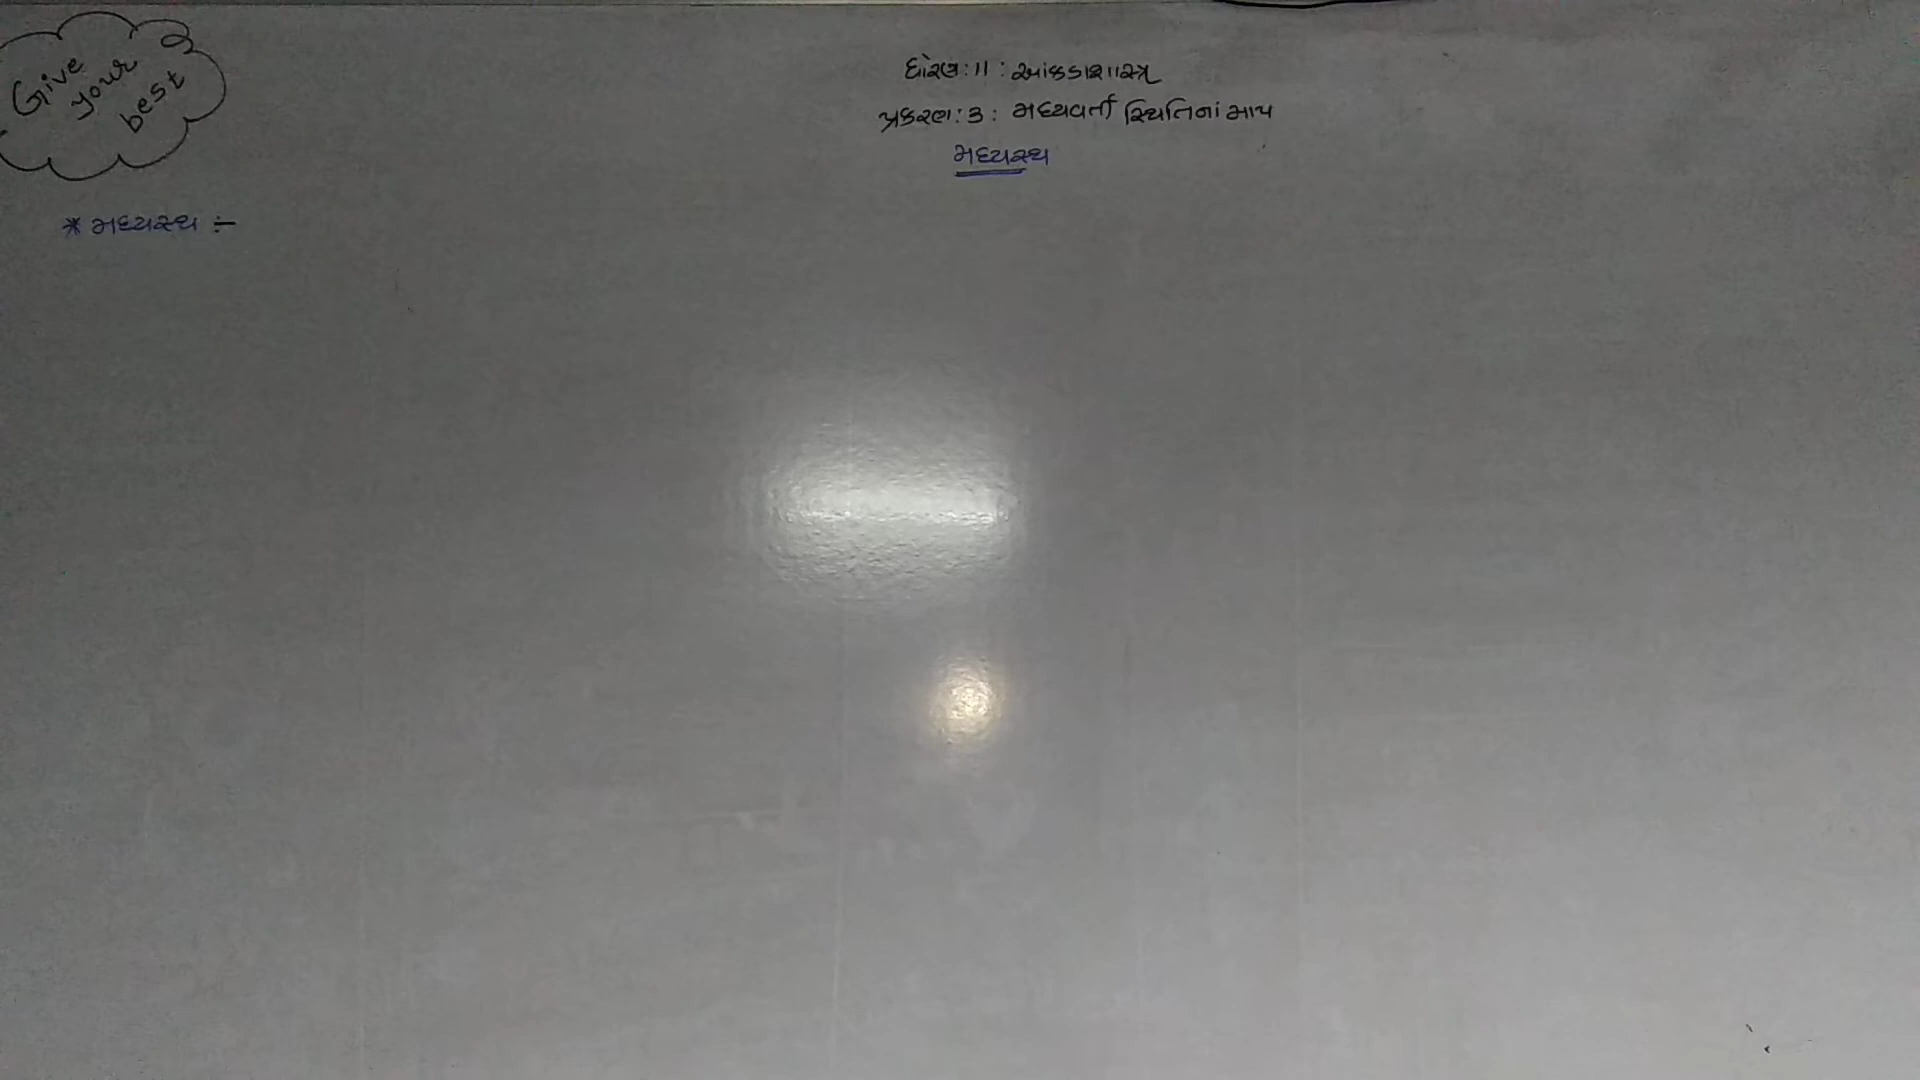 Give
your
best
ધોરણ : 11 : આંકડાશાસ્ત્ર
પ્રકરણ : 3 : મધ્યવર્તી સ્થિતિનાં માપ
મધ્યસ્થ
* મધ્યસ્થ :-